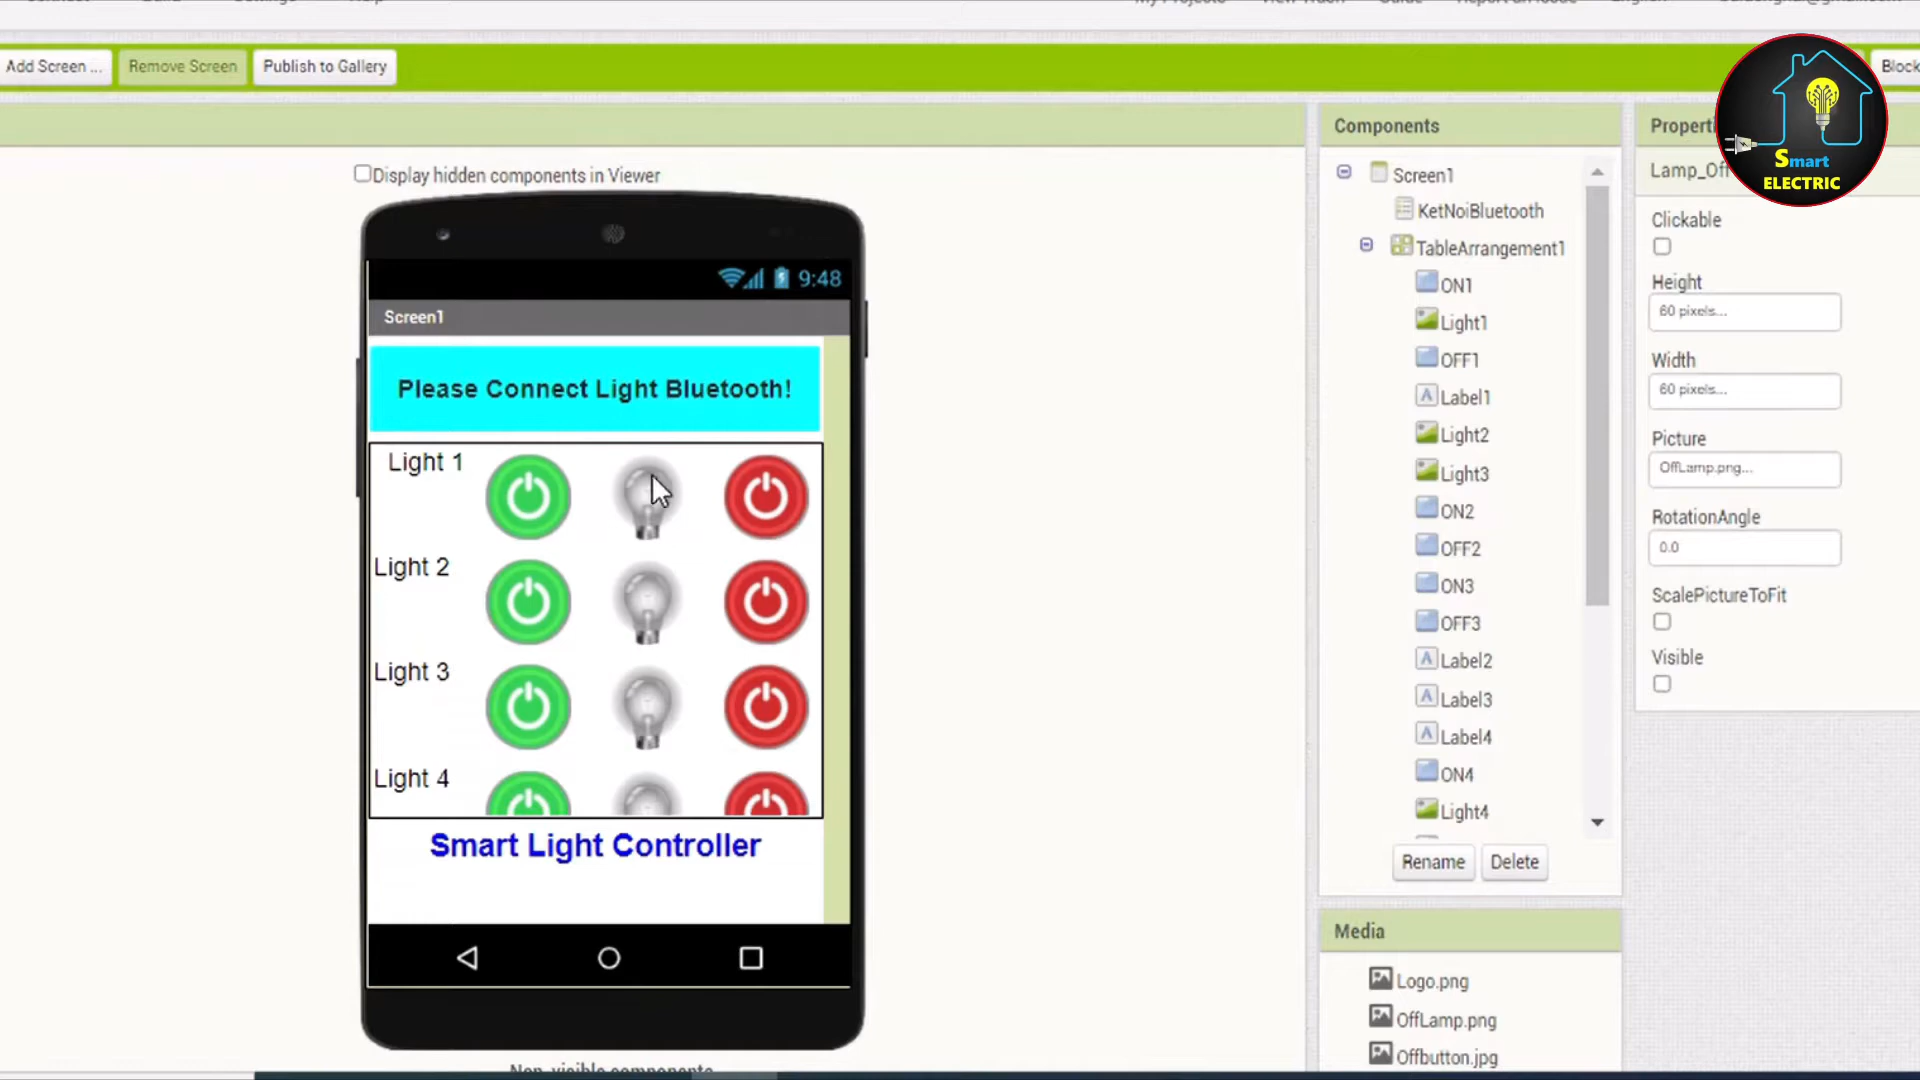 Add Screen ...
Remove Screen
Publish to Gallery
Block
Smart
ELECTRIC
Display hidden components in Viewer
9:48
Screen1
Please Connect Light Bluetooth!
Light 1
Light 2
Light 3
Light 4
Smart Light Controller
Components
Screen1
KetNoiBluetooth
TableArrangement1
ON1
Light1
OFF1
A Label1
Light2
Light3
ON2
OFF2
ON3
OFF3
A Label2
A Label3
A Label4
ON4
Light4
Rename
Delete
Media
Logo.png
OffLamp.png
Offbutton.jpg
Properti
Lamp_Off
Clickable
Height
60 pixels...
Width
60 pixels...
Picture
OffLamp.png...
RotationAngle
0.0
ScalePictureToFit
Visible